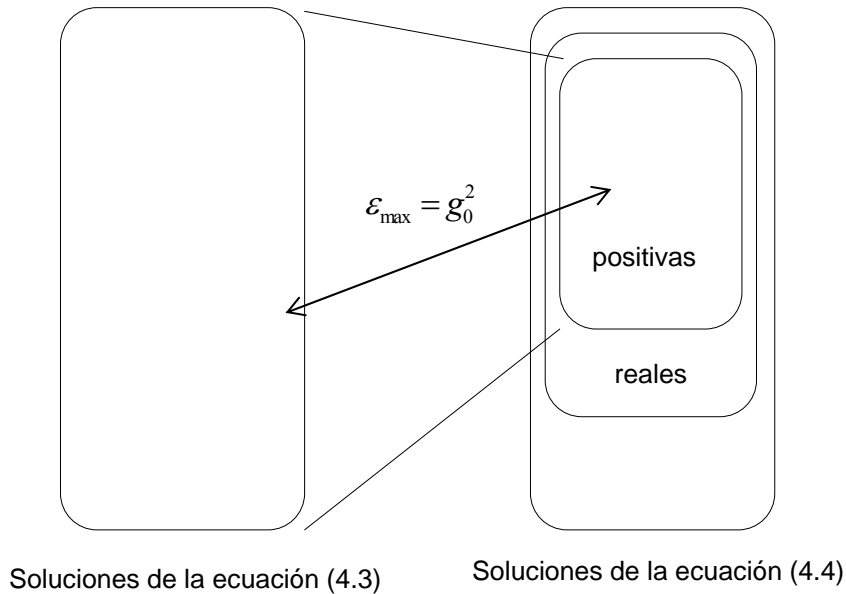 ε_max = g_0^2
positivas
reales
Soluciones de la ecuación (4.3)
Soluciones de la ecuación (4.4)